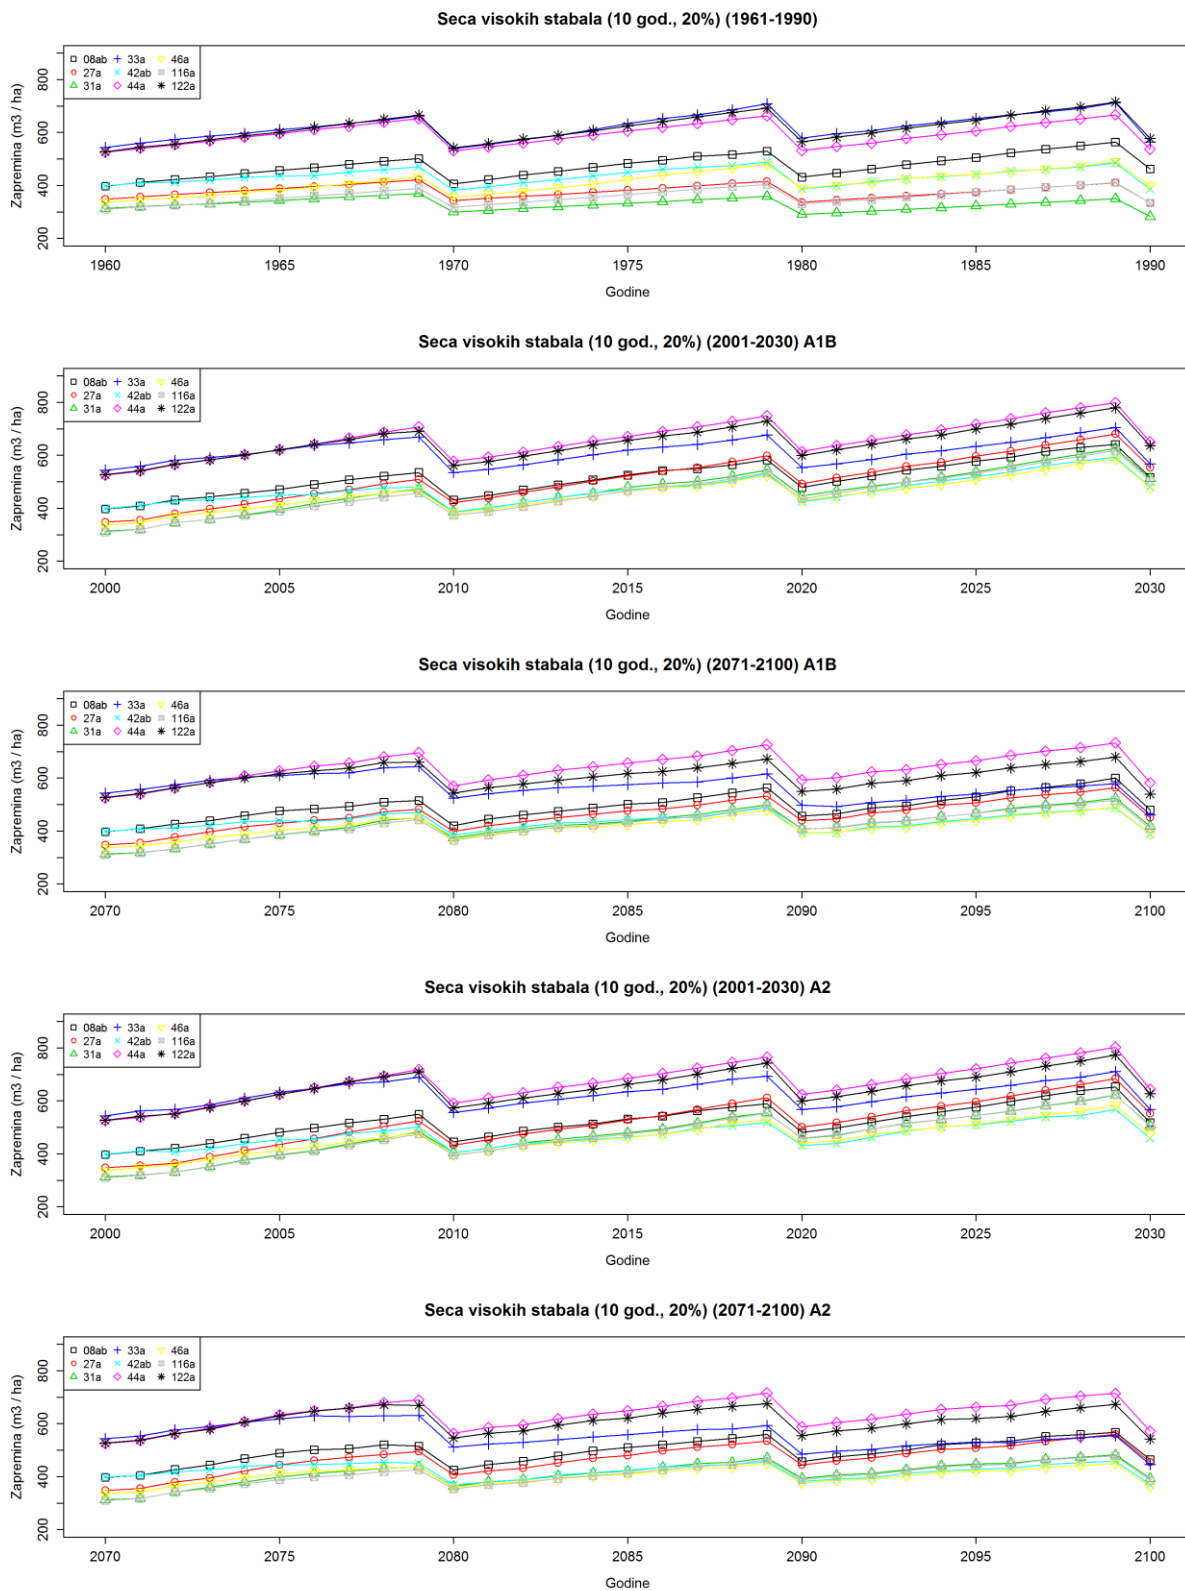 Seca visokih stabala (10 god., 20%) (1961-1990)
Zapremina (m3 / ha)
800
600
400
200
08ab 33a 46a
27a 42ab 116a
31a 44a 122a
1960 1965 1970 1975 1980 1985 1990
Godine
Seca visokih stabala (10 god., 20%) (2001-2030) A1B
Zapremina (m3 / ha)
800
600
400
200
08ab 33a 46a
27a 42ab 116a
31a 44a 122a
2000 2005 2010 2015 2020 2025 2030
Godine
Seca visokih stabala (10 god., 20%) (2071-2100) A1B
Zapremina (m3 / ha)
800
600
400
200
08ab 33a 46a
27a 42ab 116a
31a 44a 122a
2070 2075 2080 2085 2090 2095 2100
Godine
Seca visokih stabala (10 god., 20%) (2001-2030) A2
Zapremina (m3 / ha)
800
600
400
200
08ab 33a 46a
27a 42ab 116a
31a 44a 122a
2000 2005 2010 2015 2020 2025 2030
Godine
Seca visokih stabala (10 god., 20%) (2071-2100) A2
Zapremina (m3 / ha)
800
600
400
200
08ab 33a 46a
27a 42ab 116a
31a 44a 122a
2070 2075 2080 2085 2090 2095 2100
Godine